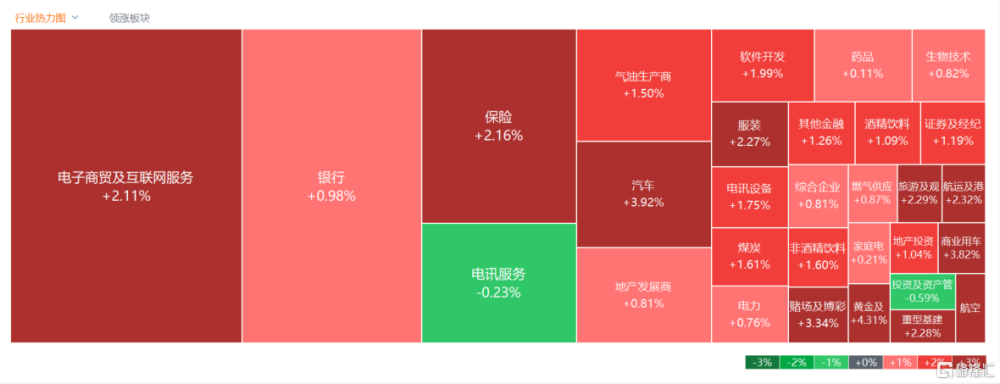 行业热力图
领涨板块
电子商贸及互联网服务
+2.11%
银行
+0.98%
保险
+2.16%
电讯服务
-0.23%
气油生产商
+1.50%
汽车
+3.92%
地产发展商
+0.81%
软件开发
+1.99%
药品
+0.11%
生物技术
+0.82%
服装
+2.27%
其他金融
+1.26%
酒精饮料
+1.09%
证券及经纪
+1.19%
电讯设备
+1.75%
综合企业
+0.81%
燃气供应
+0.87%
旅游及观
+2.29%
航运及港
+2.32%
煤炭
+1.61%
非酒精饮料
+1.60%
家庭电
+0.21%
地产投资
+1.04%
商业用车
+3.82%
电力
+0.76%
赌场及博彩
+3.34%
黄金及
+4.31%
投资及资产管
-0.59%
重型基建
+2.28%
航空
-3% -2% -1% +0% +1% +2% +3%
格隆汇